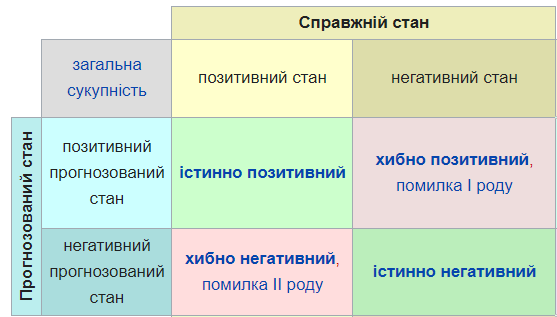 Справжній стан
загальна
сукупність
позитивний стан
негативний стан
Прогнозований стан
позитивний
прогнозований
стан
істинно позитивний
хибно позитивний,
помилка I роду
негативний
прогнозований
стан
хибно негативний,
помилка II роду
істинно негативний